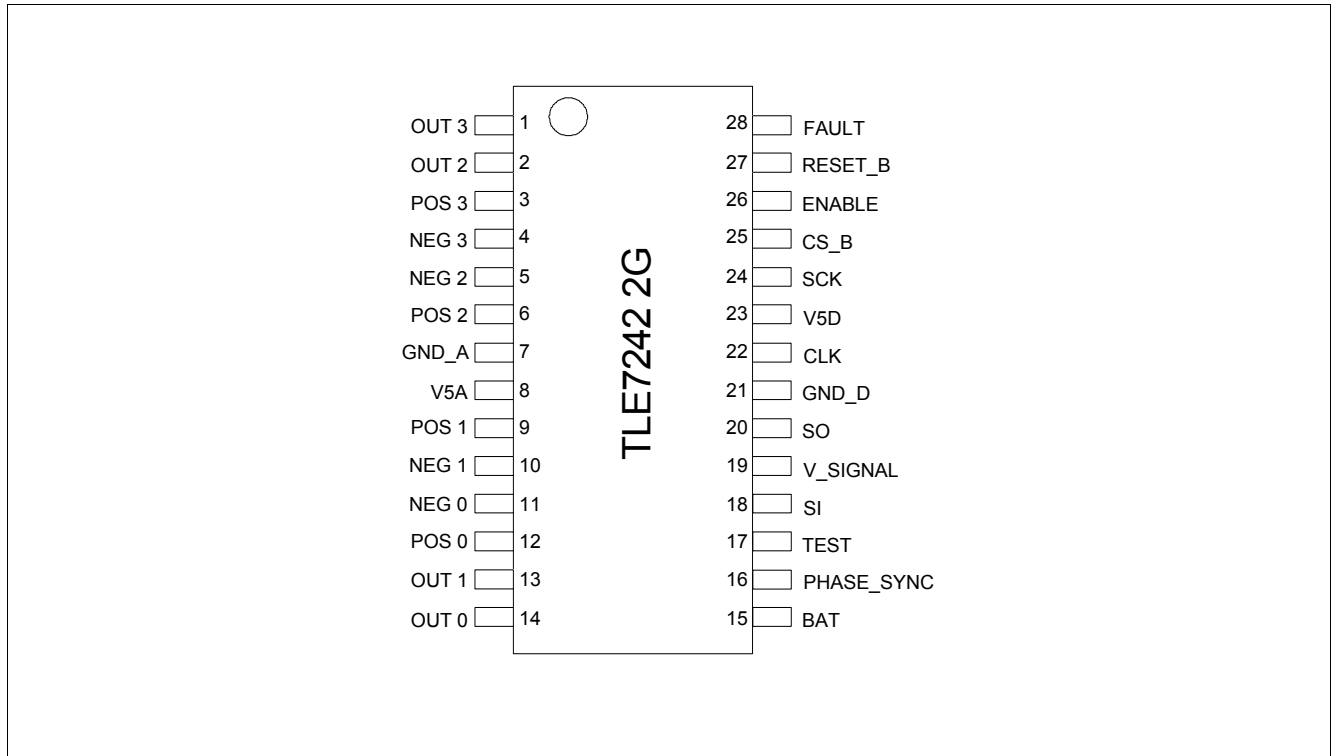 OUT 3 1 28 FAULT
OUT 2 2 27 RESET_B
POS 3 3 26 ENABLE
NEG 3 4 25 CS_B
NEG 2 5 24 SCK
POS 2 6 23 V5D
GND_A 7 22 CLK
V5A 8 21 GND_D
POS 1 9 20 SO
NEG 1 10 19 V_SIGNAL
NEG 0 11 18 SI
POS 0 12 17 TEST
OUT 1 13 16 PHASE_SYNC
OUT 0 14 15 BAT
TLE7242 2G